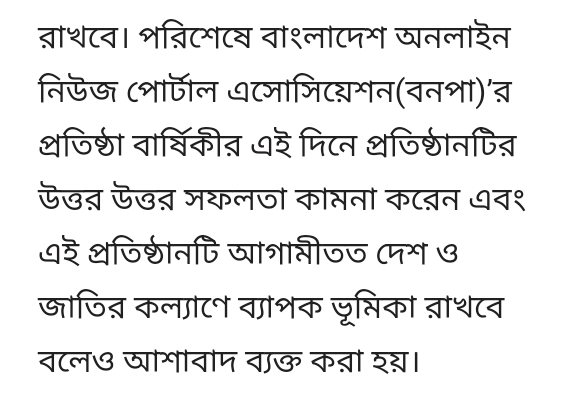 রাখবে। পরিশেষে বাংলাদেশ অনলাইন
নিউজ পোর্টাল এসোসিয়েশন(বনপা)’র
প্রতিষ্ঠা বার্ষিকীর এই দিনে প্রতিষ্ঠানটির
উত্তর উত্তর সফলতা কামনা করেন এবং
এই প্রতিষ্ঠানটি আগামীতত দেশ ও
জাতির কল্যাণে ব্যাপক ভূমিকা রাখবে
বলেও আশাবাদ ব্যক্ত করা হয়।